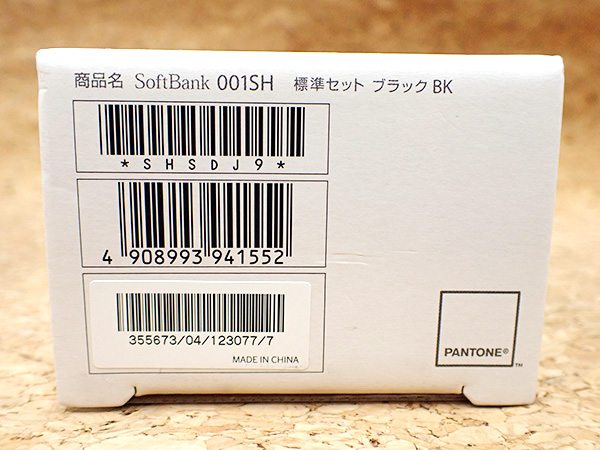 商品名 SoftBank 001SH 標準セット ブラック BK
*SHSDJ9*
4 908993 941552
355673/04/123077/7
MADE IN CHINA
PANTONE®
™